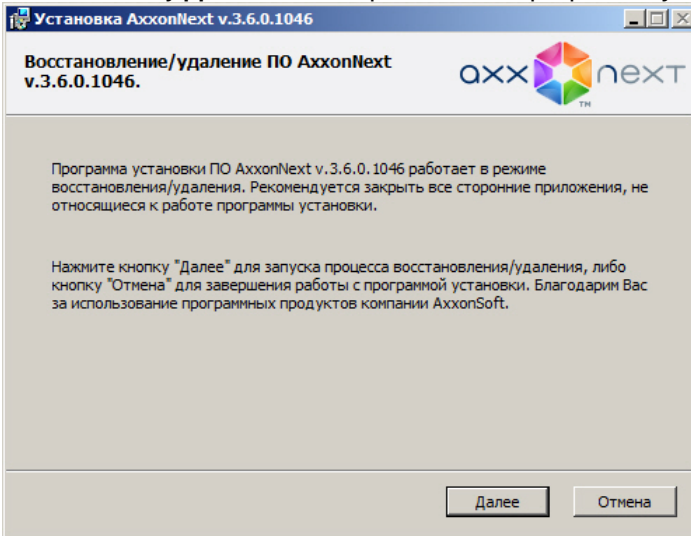 Установка AxxonNext v.3.6.0.1046
Восстановление/удаление ПО AxxonNext
v.3.6.0.1046.
axxnext
TM
Программа установки ПО AxxonNext v.3.6.0.1046 работает в режиме
восстановления/удаления. Рекомендуется закрыть все сторонние приложения, не
относящиеся к работе программы установки.
Нажмите кнопку "Далее" для запуска процесса восстановления/удаления, либо
кнопку "Отмена" для завершения работы с программой установки. Благодарим Вас
за использование программных продуктов компании AxxonSoft.
Далее
Отмена